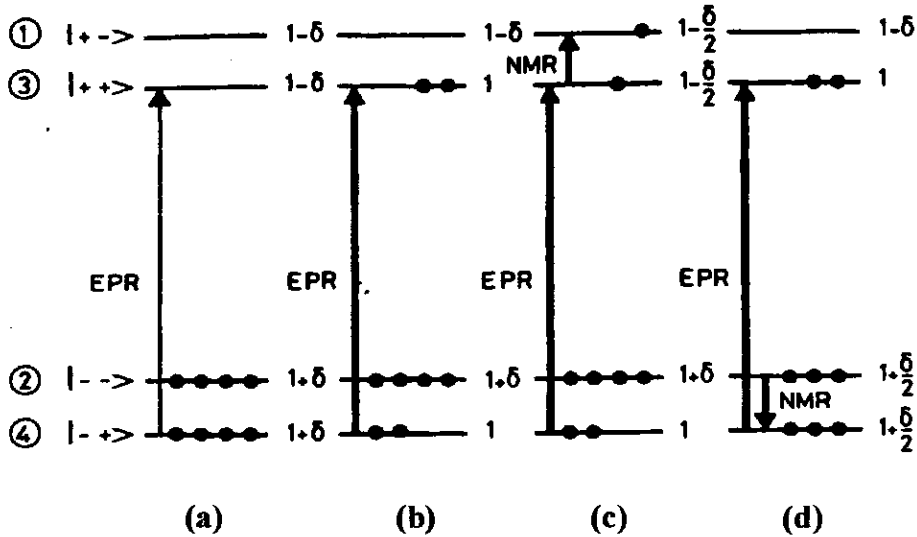 ① |+−> 1−δ 1−δ 1−δ/2 1−δ
NMR
③ |++> 1−δ 1 1−δ/2 1
EPR EPR EPR EPR
② |−−> 1+δ 1+δ 1+δ 1+δ/2
NMR
④ |−+> 1+δ 1 1 1+δ/2
(a) (b) (c) (d)